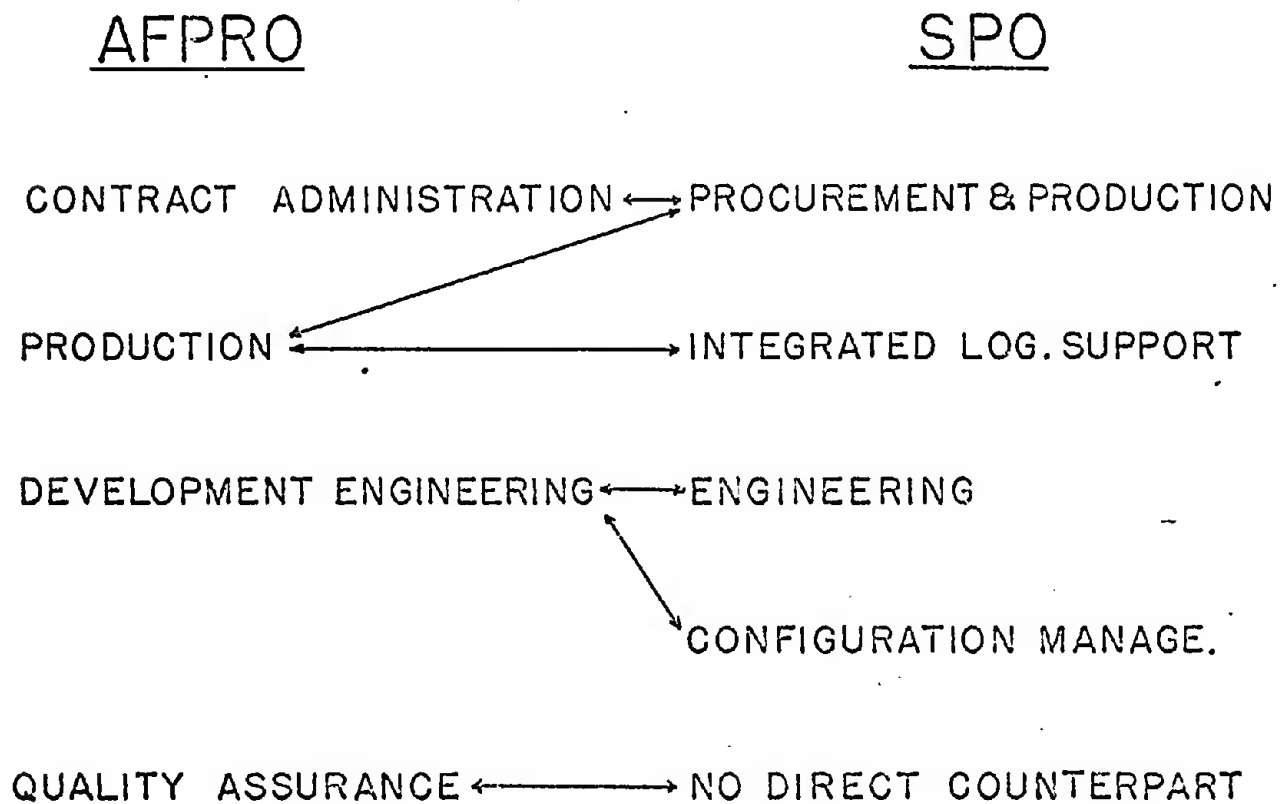 AFPRO SPO
CONTRACT ADMINISTRATION PROCUREMENT & PRODUCTION
PRODUCTION INTEGRATED LOG. SUPPORT
DEVELOPMENT ENGINEERING ENGINEERING
CONFIGURATION MANAGE.
QUALITY ASSURANCE NO DIRECT COUNTERPART